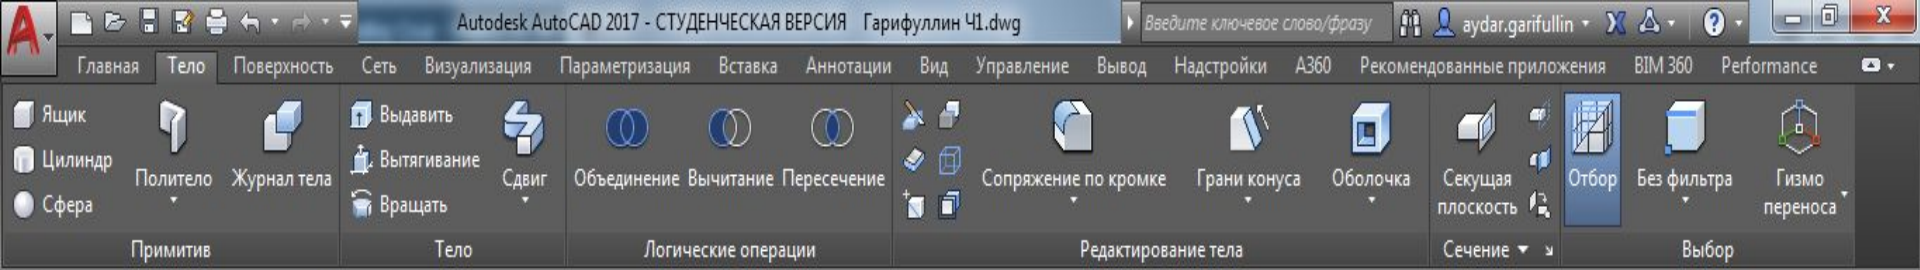 Autodesk AutoCAD 2017 - СТУДЕНЧЕСКАЯ ВЕРСИЯ Гарифуллин Ч1.dwg Введите ключевое слово/фразу aydar.garifullin
Главная Тело Поверхность Сеть Визуализация Параметризация Вставка Аннотации Вид Управление Вывод Надстройки A360 Рекомендованные приложения BIM 360 Performance
Ящик
Цилиндр
Сфера
Политело
Журнал тела
Выдавить
Вытягивание
Вращать
Сдвиг
Объединение Вычитание Пересечение
Сопряжение по кромке
Грани конуса
Оболочка
Секущая
плоскость
Отбор
Без фильтра
Гизмо
переноса
Примитив Тело Логические операции Редактирование тела Сечение Выбор